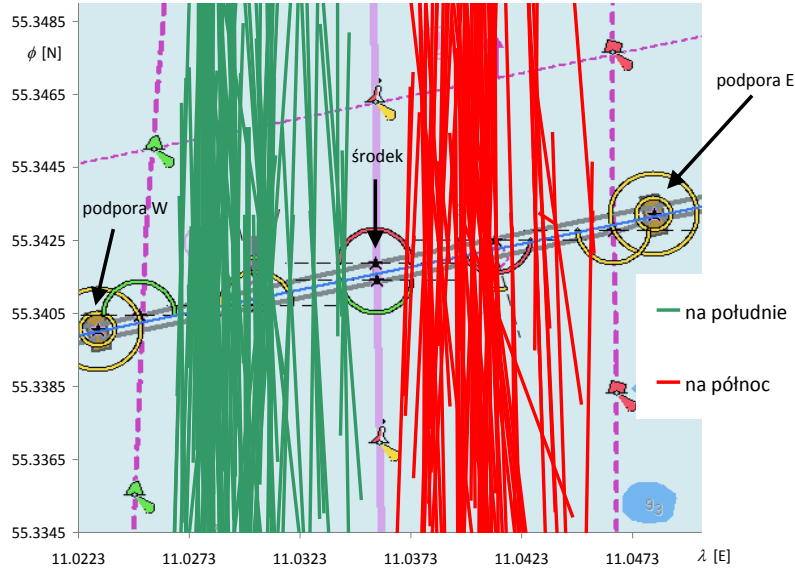 55.3485
ϕ [N]
55.3465
podpora E
55.3445
środek
podpora W
55.3425
55.3405
na południe
55.3385
na północ
55.3365
93
55.3345
11.0223 11.0273 11.0323 11.0373 11.0423 11.0473 λ [E]